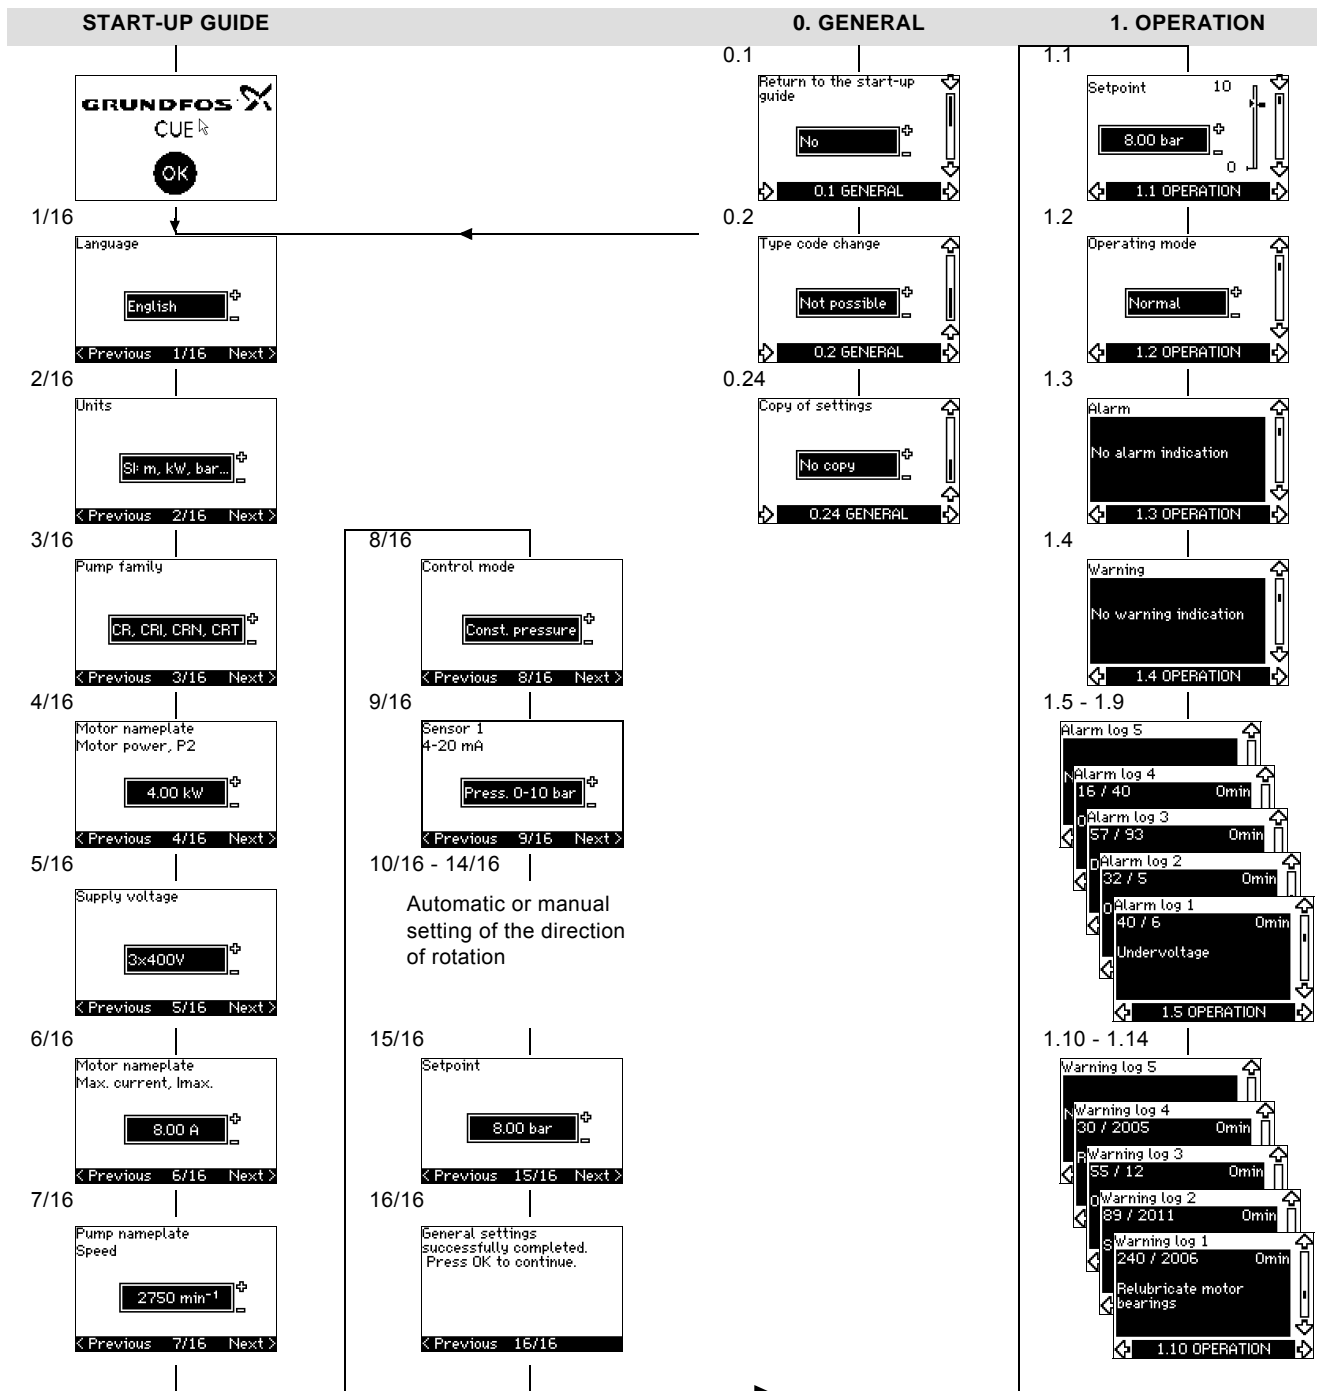 START-UP GUIDE
GRUNDFOS
CUE
OK
1/16
Language
English
< Previous 1/16 Next >
2/16
Units
SI: m, kW, bar...
< Previous 2/16 Next >
3/16
Pump family
CR, CRI, CRN, CRT
< Previous 3/16 Next >
4/16
Motor nameplate
Motor power, P2
4.00 kW
< Previous 4/16 Next >
5/16
Supply voltage
3x400V
< Previous 5/16 Next >
6/16
Motor nameplate
Max. current, Imax.
8.00 A
< Previous 6/16 Next >
7/16
Pump nameplate
Speed
2750 min⁻¹
< Previous 7/16 Next >
8/16
Control mode
Const. pressure
< Previous 8/16 Next >
9/16
Sensor 1
4-20 mA
Press. 0-10 bar
< Previous 9/16 Next >
10/16 - 14/16
Automatic or manual
setting of the direction
of rotation
15/16
Setpoint
8.00 bar
< Previous 15/16 Next >
16/16
General settings
successfully completed.
Press OK to continue.
< Previous 16/16
0. GENERAL
0.1
Return to the start-up
guide
No
0.1 GENERAL
0.2
Type code change
Not possible
0.2 GENERAL
0.24
Copy of settings
No copy
0.24 GENERAL
1. OPERATION
1.1
Setpoint 10
8.00 bar
0
1.1 OPERATION
1.2
Operating mode
Normal
1.2 OPERATION
1.3
Alarm
No alarm indication
1.3 OPERATION
1.4
Warning
No warning indication
1.4 OPERATION
1.5 - 1.9
Alarm log 5
Alarm log 4
16 / 40 0min
Alarm log 3
57 / 93 0min
Alarm log 2
32 / 5 0min
Alarm log 1
40 / 6 0min
Undervoltage
1.5 OPERATION
1.10 - 1.14
Warning log 5
Warning log 4
30 / 2005 0min
Warning log 3
55 / 12 0min
Warning log 2
89 / 2011 0min
Warning log 1
240 / 2006 0min
Relubricate motor
bearings
1.10 OPERATION